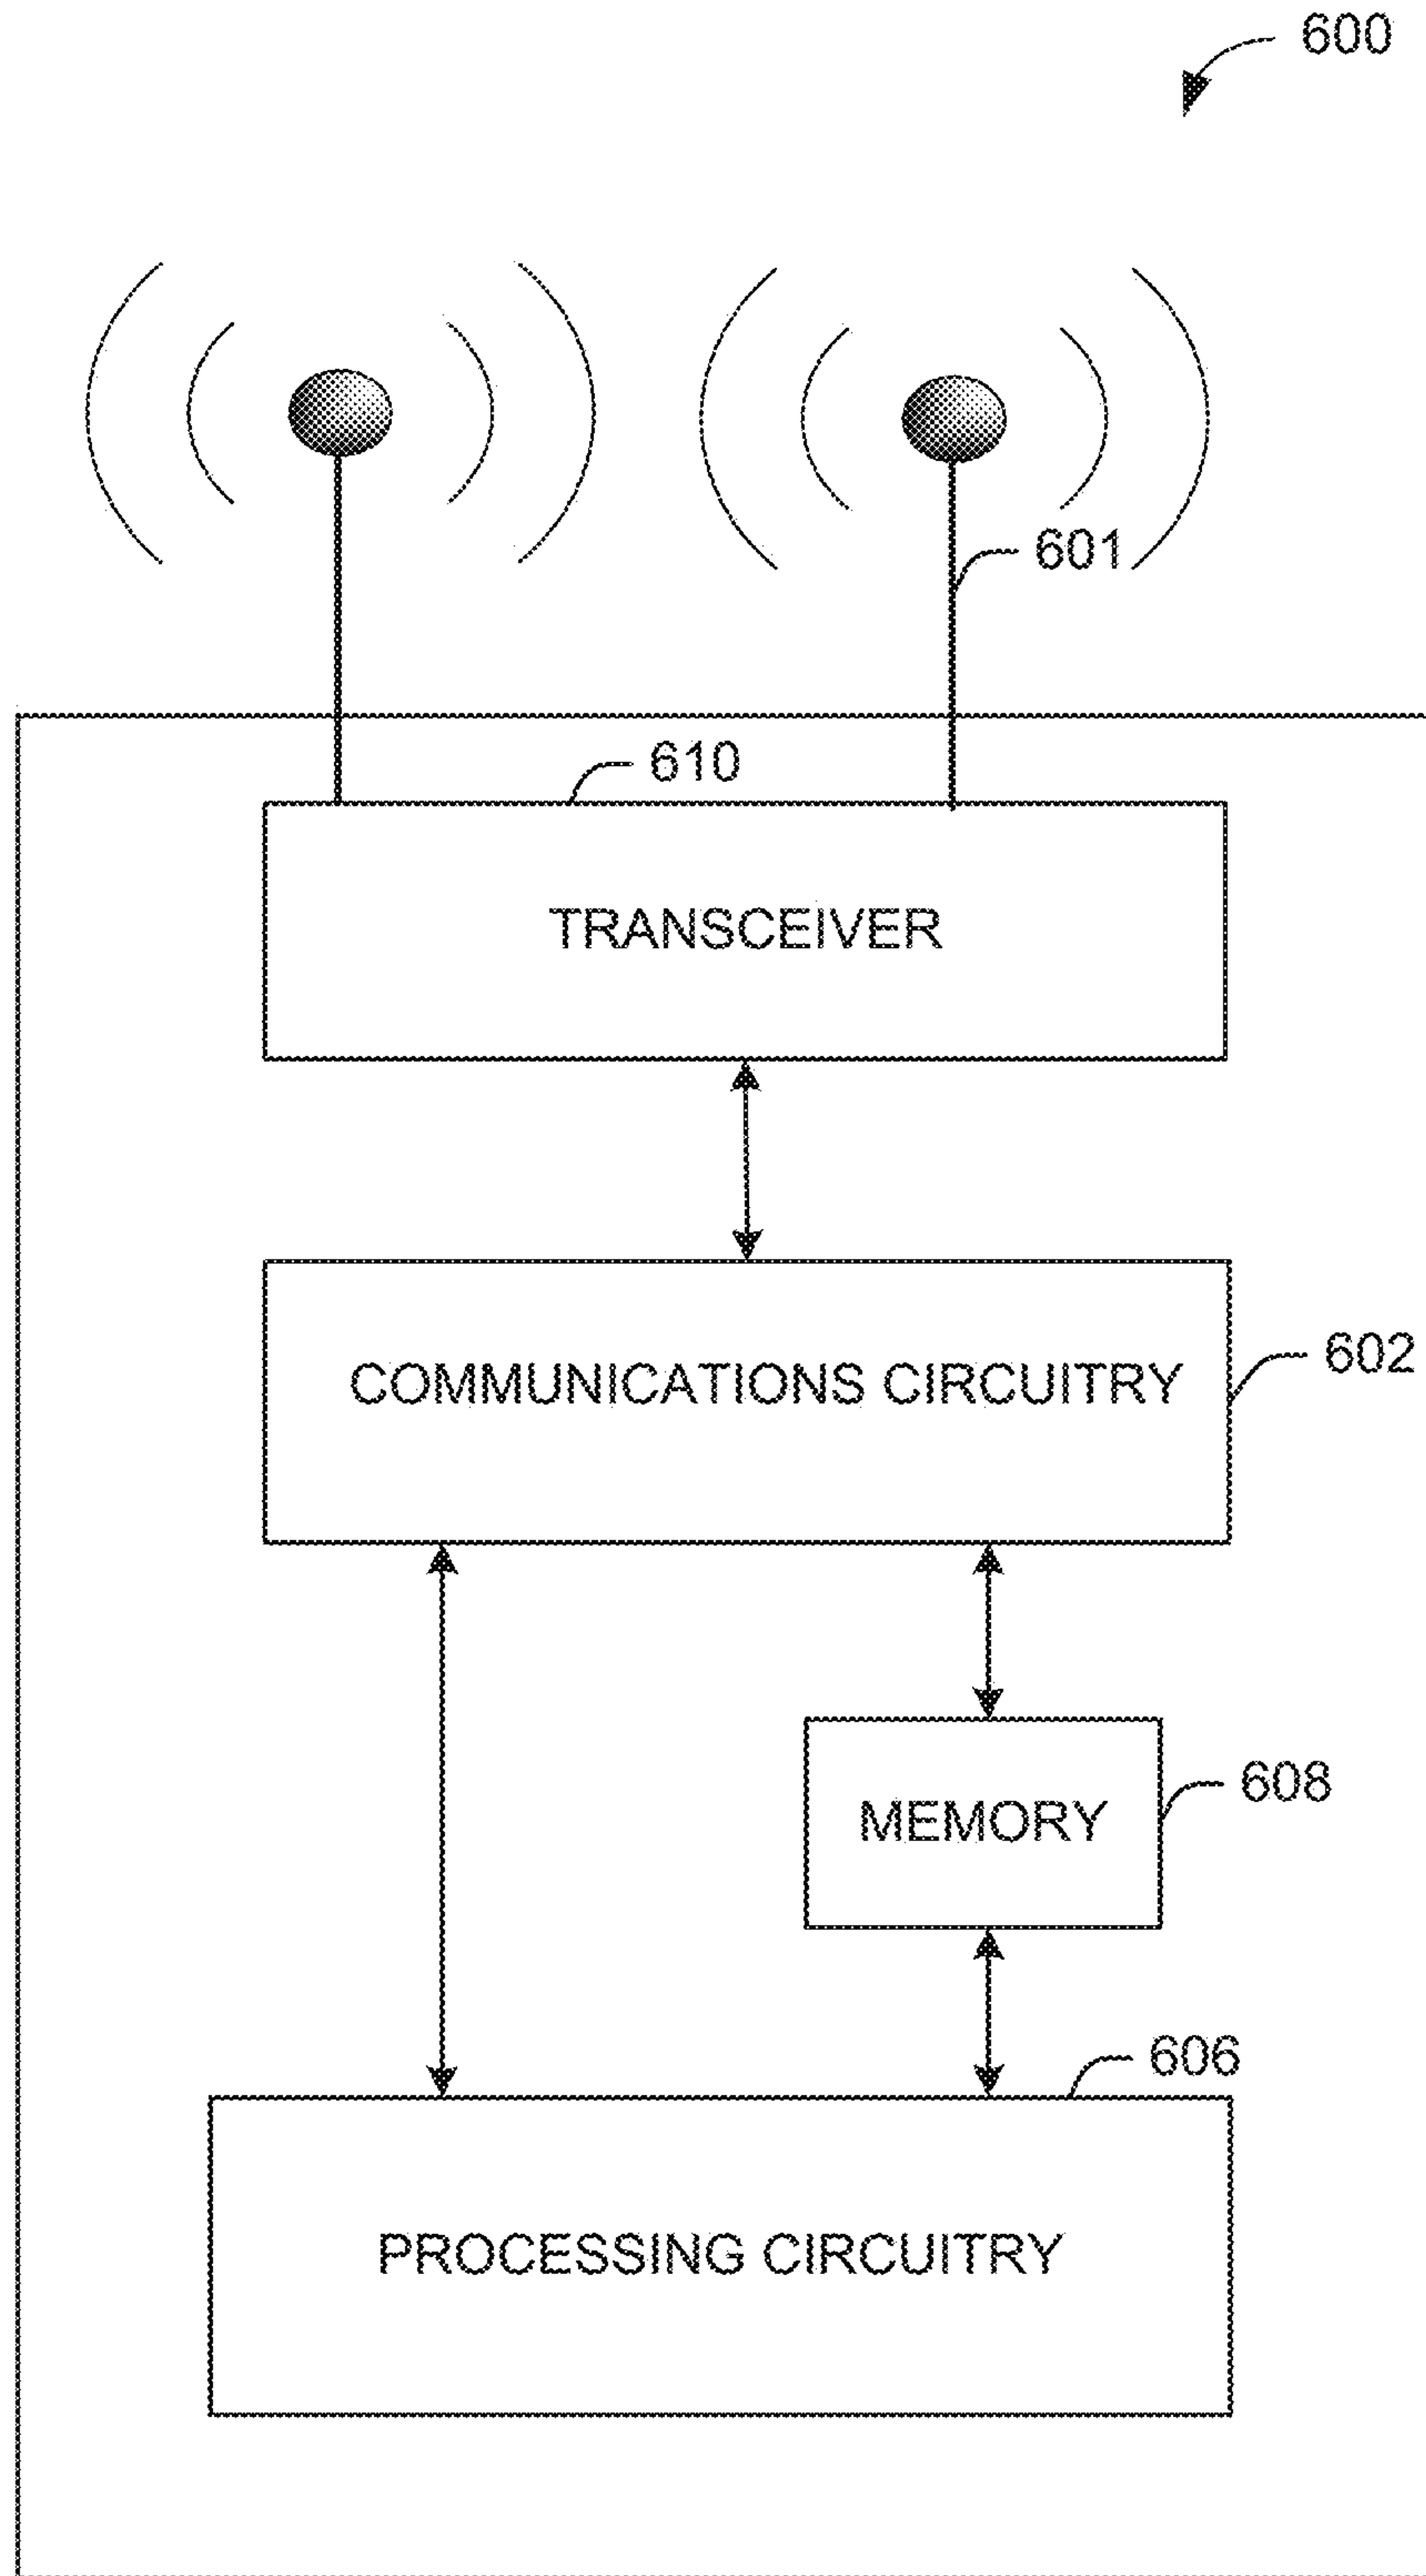 600
601
610
TRANSCEIVER
COMMUNICATIONS CIRCUITRY
602
MEMORY
608
606
PROCESSING CIRCUITRY